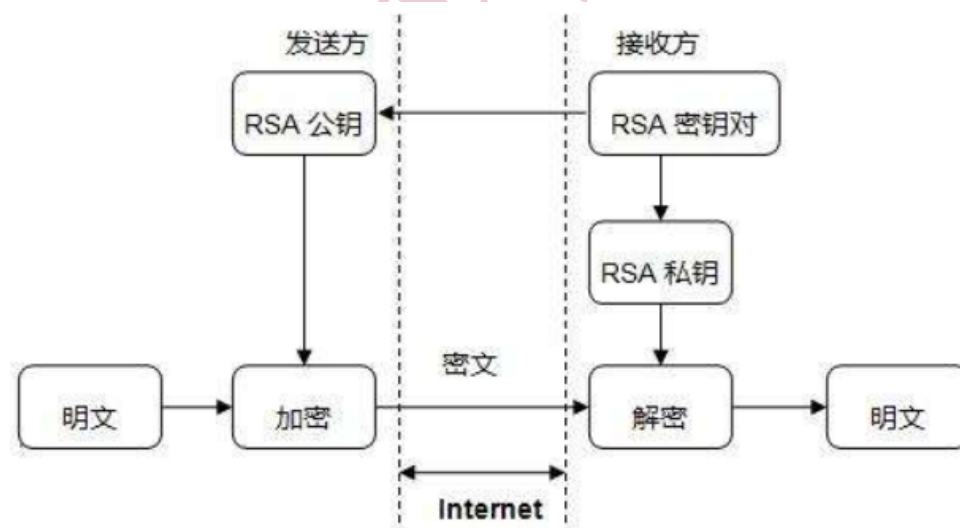 发送方
接收方
RSA 公钥
RSA 密钥对
RSA 私钥
密文
明文
加密
解密
明文
Internet